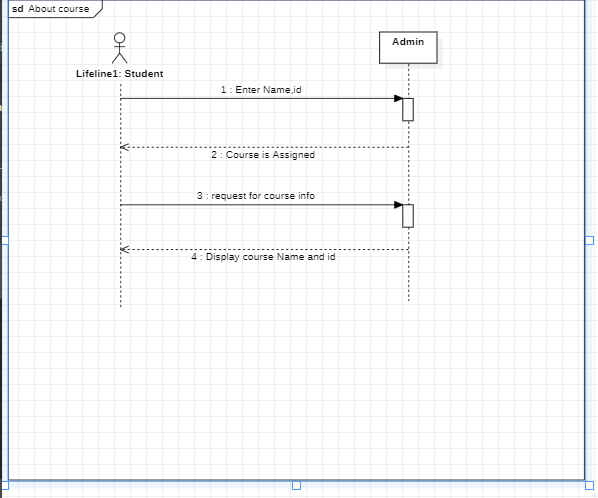 sd About course
Admin
Lifeline1: Student
1 : Enter Name,id
2 : Course is Assigned
3 : request for course info
4 : Display course Name and id